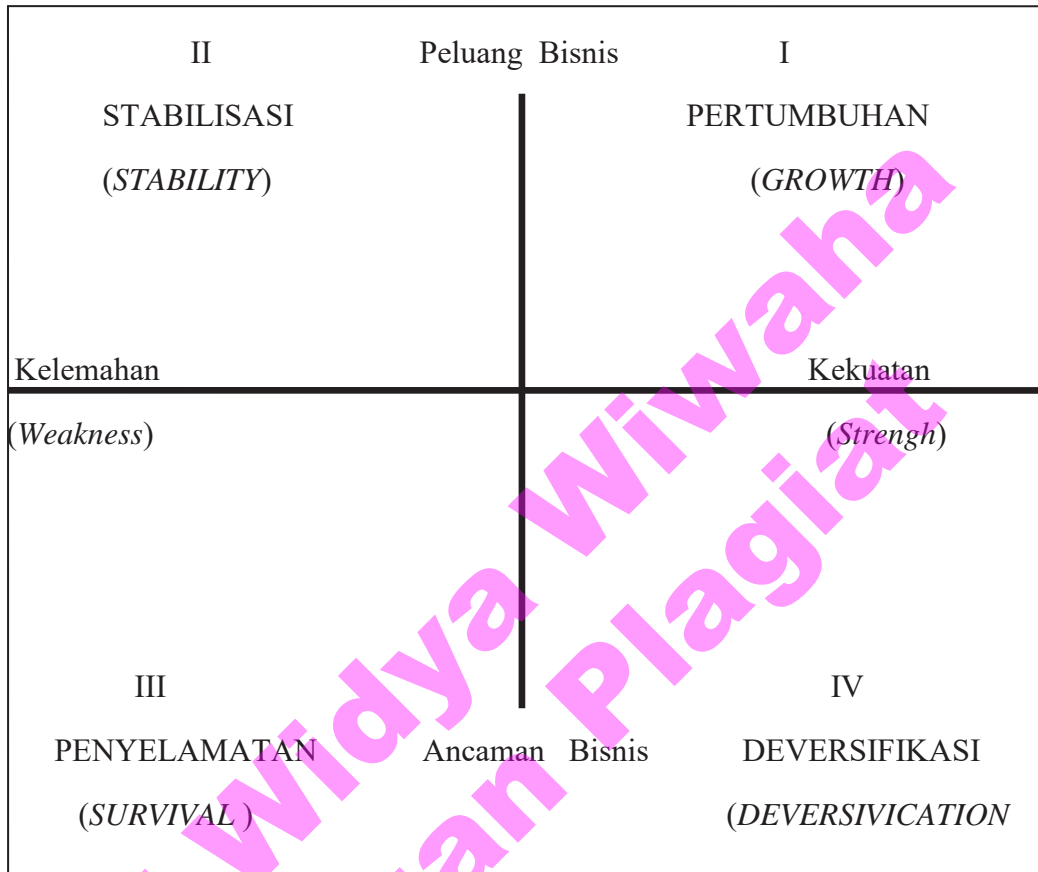 II Peluang Bisnis I
STABILISASI PERTUMBUHAN
(STABILITY) (GROWTH)
Kelemahan Kekuatan
(Weakness) (Strengh)
III IV
PENYELAMATAN Ancaman Bisnis DEVERSIFIKASI
(SURVIVAL ) (DEVERSIVICATION
Widya Wiwaha
Plagiat